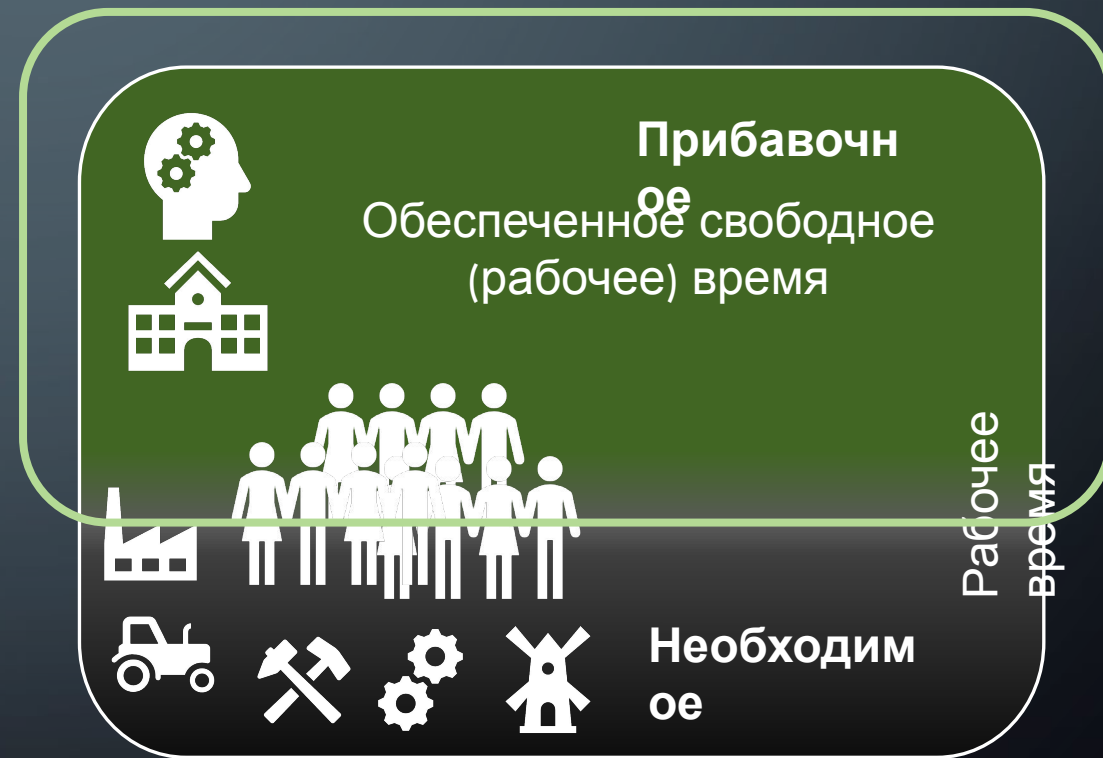 Прибавочн
ое
Обеспеченное свободное
(рабочее) время
Рабочее
время
Необходим
ое